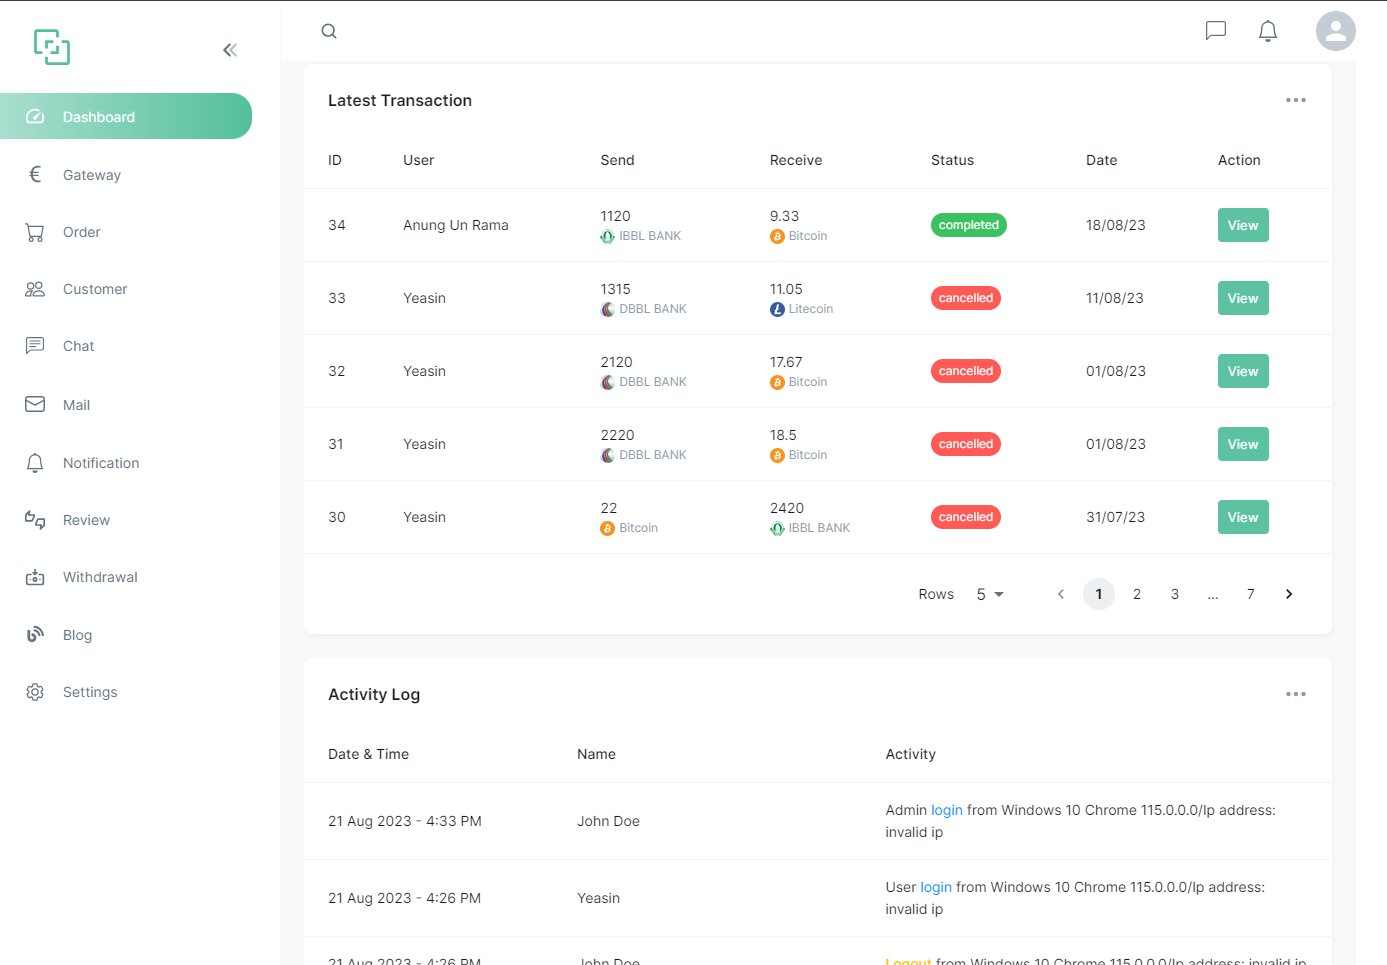 Dashboard
Gateway
Order
Customer
Chat
Mail
Notification
Review
Withdrawal
Blog
Settings
Latest Transaction
ID User Send Receive Status Date Action
34 Anung Un Rama 1120 IBBL BANK 9.33 Bitcoin completed 18/08/23 View
33 Yeasin 1315 DBBL BANK 11.05 Litecoin cancelled 11/08/23 View
32 Yeasin 2120 DBBL BANK 17.67 Bitcoin cancelled 01/08/23 View
31 Yeasin 2220 DBBL BANK 18.5 Bitcoin cancelled 01/08/23 View
30 Yeasin 22 Bitcoin 2420 IBBL BANK cancelled 31/07/23 View
Rows 5 1 2 3 ... 7
Activity Log
Date & Time Name Activity
21 Aug 2023 - 4:33 PM John Doe Admin login from Windows 10 Chrome 115.0.0.0/Ip address:
invalid ip
21 Aug 2023 - 4:26 PM Yeasin User login from Windows 10 Chrome 115.0.0.0/Ip address:
invalid ip
21 Aug 2023 - 4:26 PM John Doe Logout from Windows 10 Chrome 115.0.0.0/Ip address: invalid ip